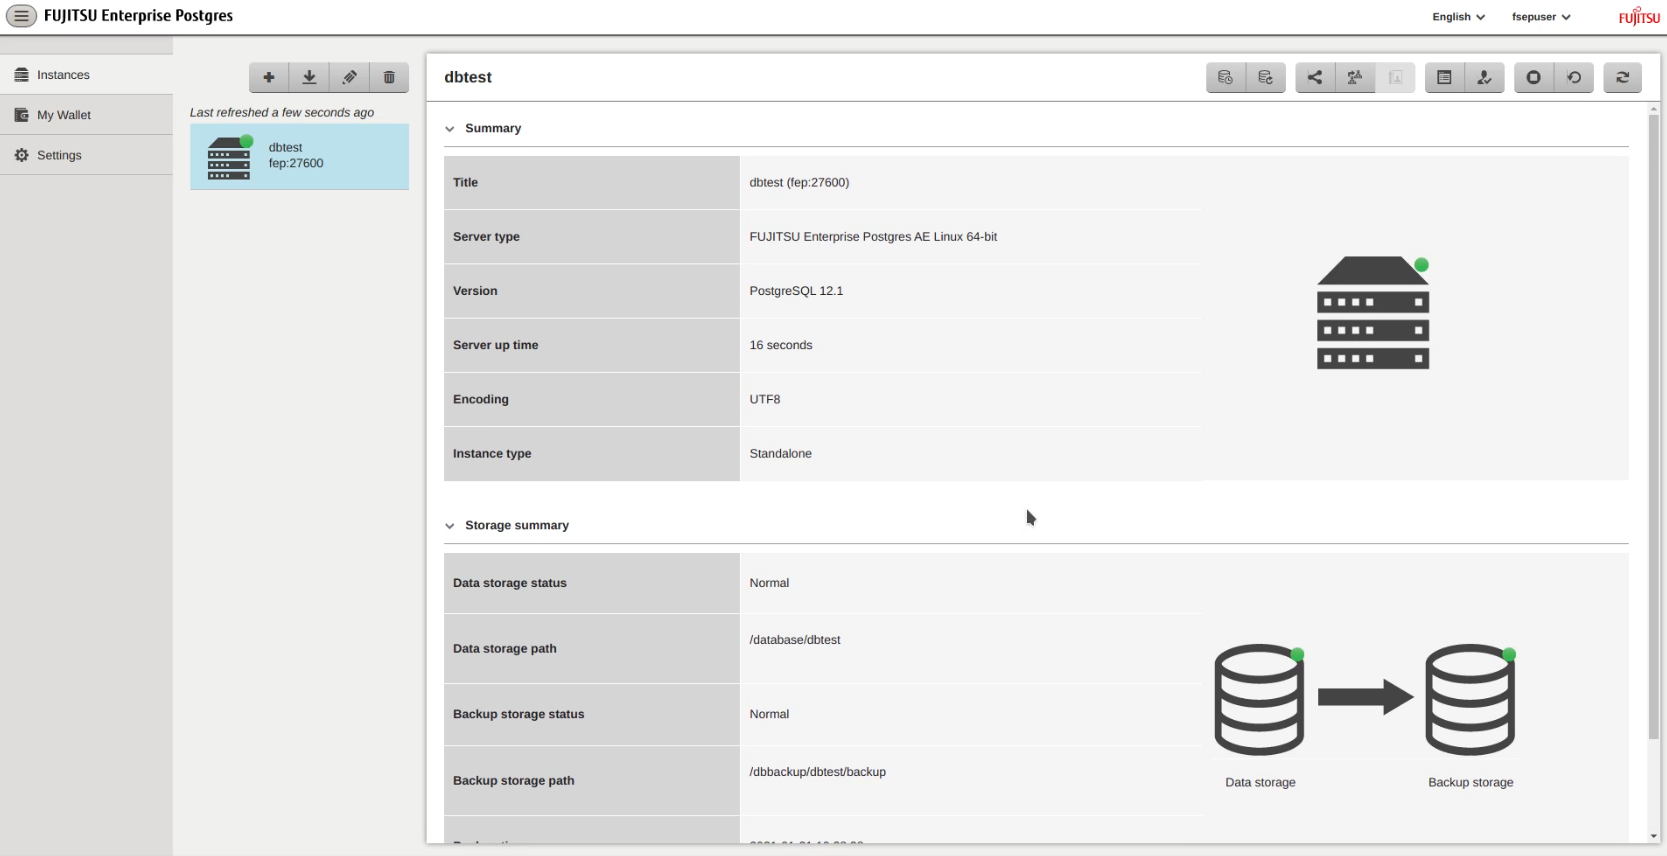 FUJITSU Enterprise Postgres
English
fsepuser
FUJITSU
Instances
My Wallet
Settings
Last refreshed a few seconds ago
dbtest
fep:27600
dbtest
Summary
Title
dbtest (fep:27600)
Server type
FUJITSU Enterprise Postgres AE Linux 64-bit
Version
PostgreSQL 12.1
Server up time
16 seconds
Encoding
UTF8
Instance type
Standalone
Storage summary
Data storage status
Normal
Data storage path
/database/dbtest
Backup storage status
Normal
Backup storage path
/dbbackup/dbtest/backup
Data storage
Backup storage